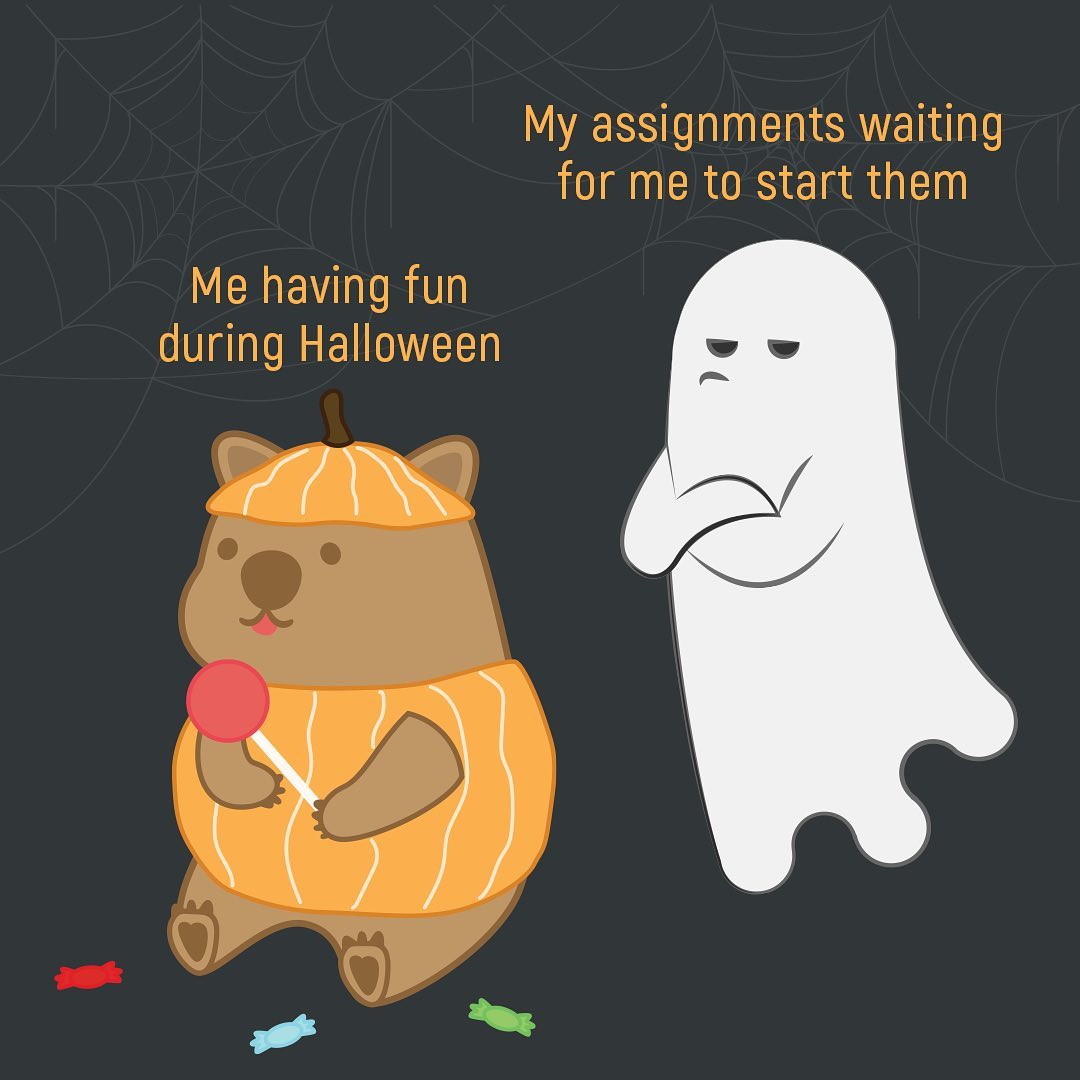 My assignments waiting
for me to start them
Me having fun
during Halloween